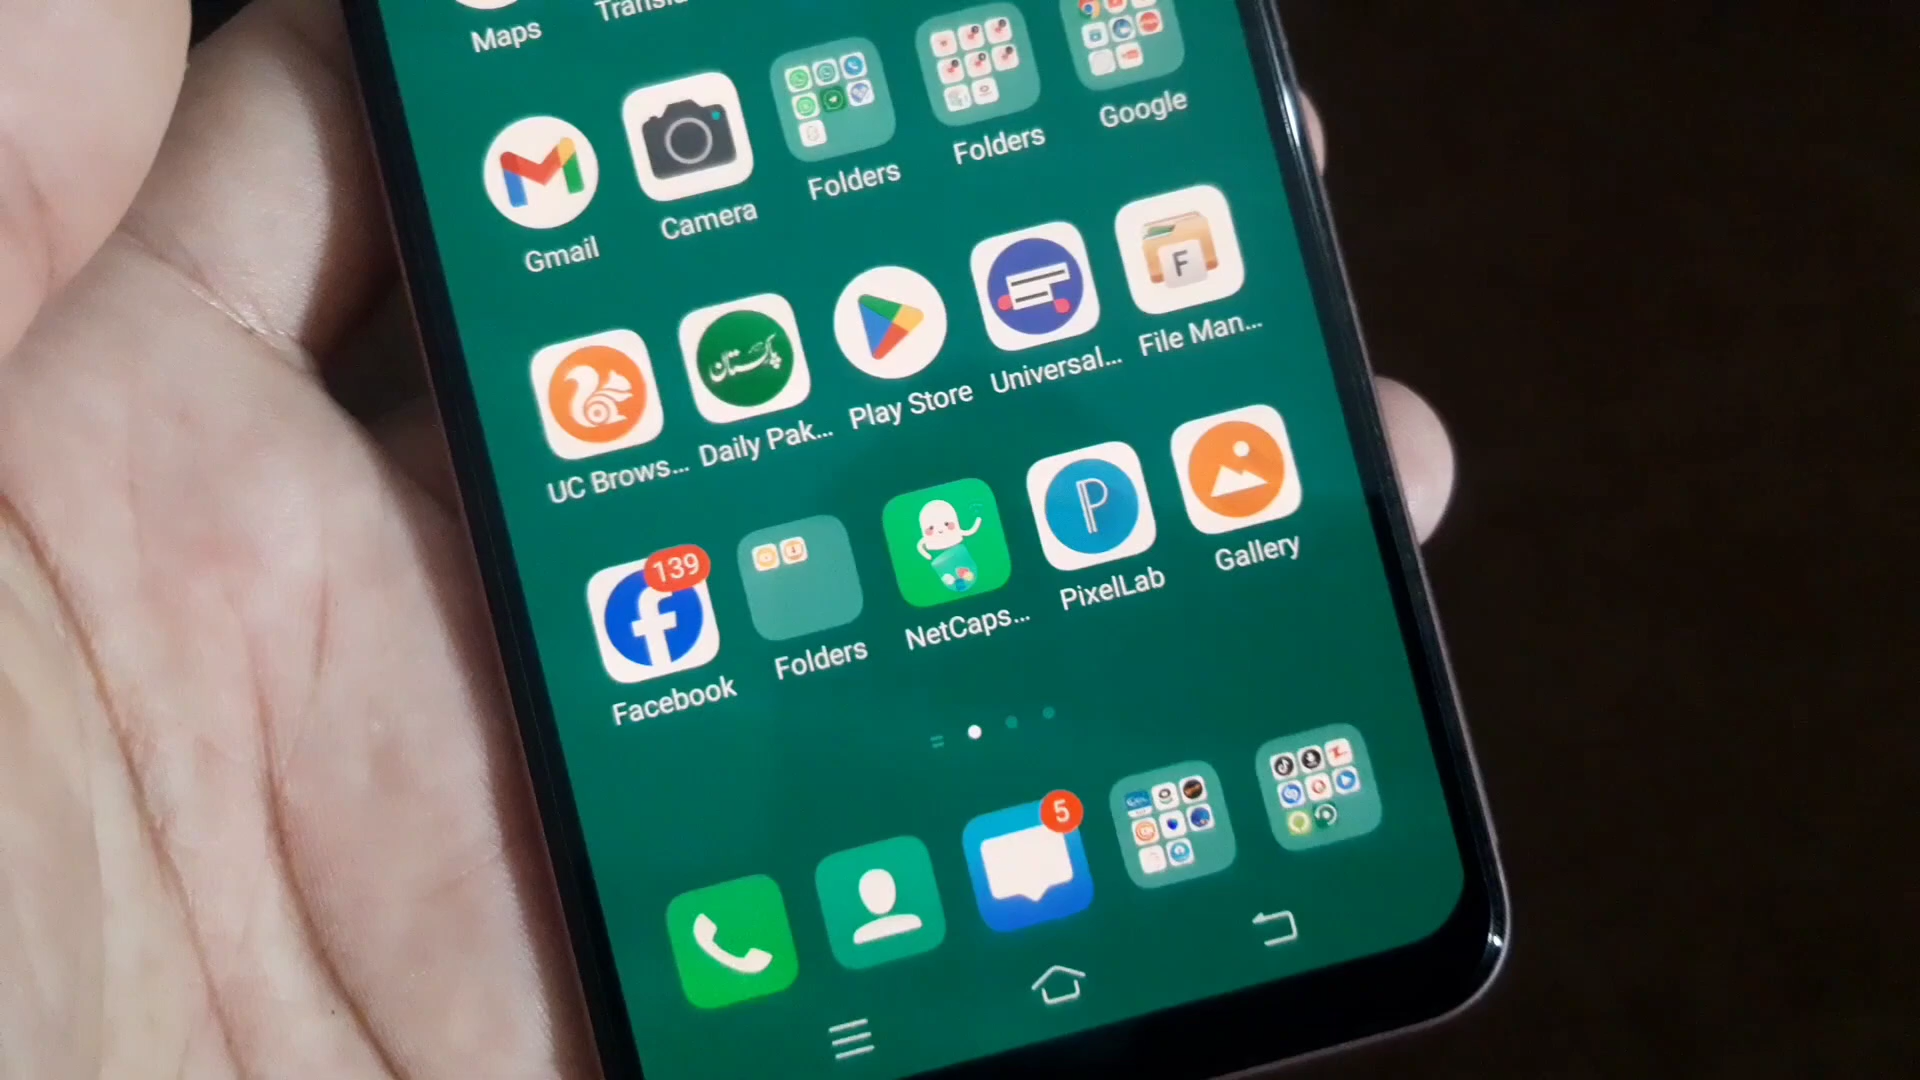 Maps
Gmail
Camera
Folders
Folders
Google
UC Brows...
پاکستان
Daily Pak...
Play Store
Universal...
F
File Man...
139
Facebook
Folders
NetCaps...
P
PixelLab
Gallery
5